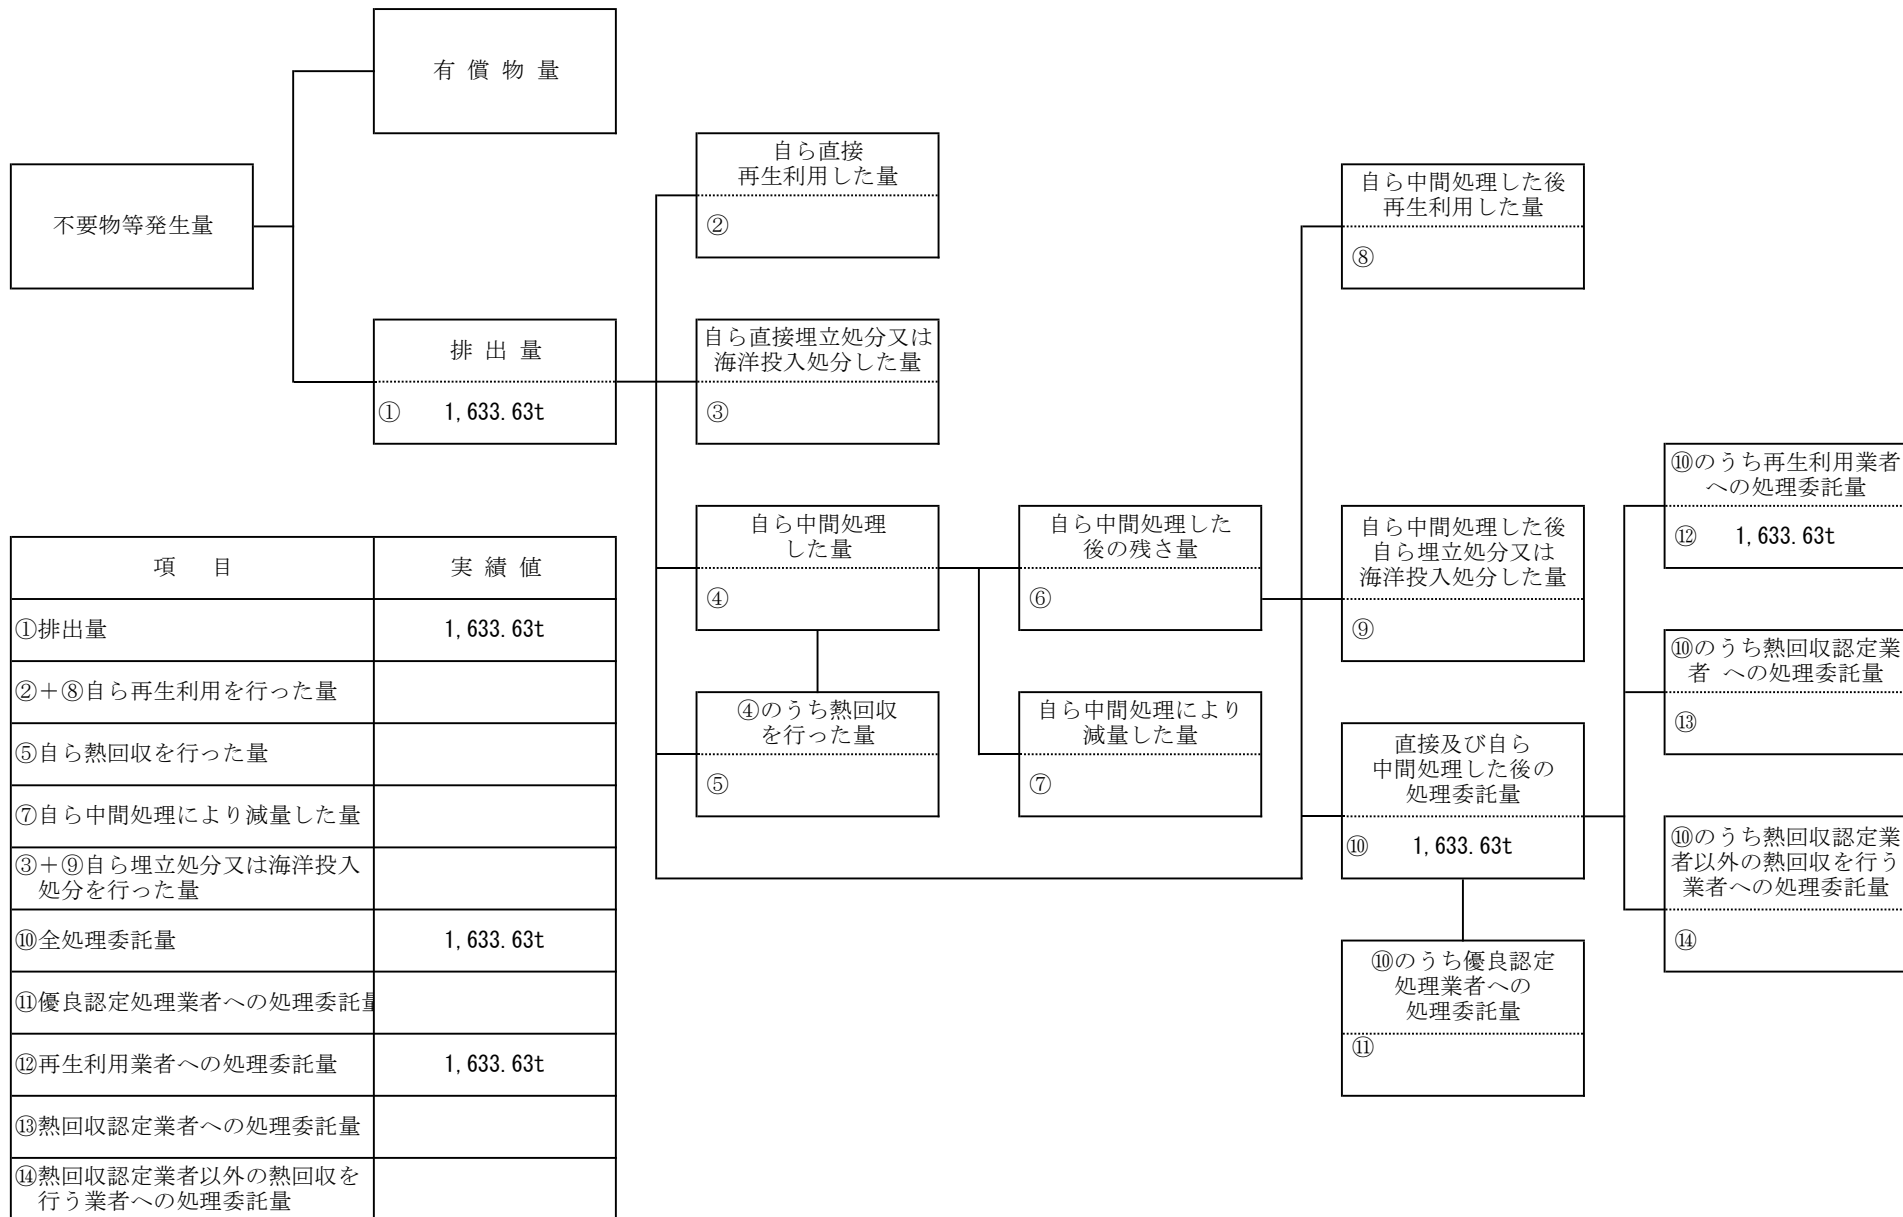 有 償 物 量
不要物等発生量
排 出 量
① 1,633.63t
自ら直接
再生利用した量
②
自ら直接埋立処分又は
海洋投入処分した量
③
自ら中間処理
した量
④
④のうち熱回収
を行った量
⑤
自ら中間処理した
後の残さ量
⑥
自ら中間処理により
減量した量
⑦
自ら中間処理した後
再生利用した量
⑧
自ら中間処理した後
自ら埋立処分又は
海洋投入処分した量
⑨
直接及び自ら
中間処理した後の
処理委託量
⑩ 1,633.63t
⑩のうち優良認定
処理業者への
処理委託量
⑪
⑩のうち再生利用業者
への処理委託量
⑫ 1,633.63t
⑩のうち熱回収認定業
者 への処理委託量
⑬
⑩のうち熱回収認定業
者以外の熱回収を行う
業者への処理委託量
⑭
項 目 実 績 値
①排出量 1,633.63t
②＋⑧自ら再生利用を行った量
⑤自ら熱回収を行った量
⑦自ら中間処理により減量した量
③＋⑨自ら埋立処分又は海洋投入
処分を行った量
⑩全処理委託量 1,633.63t
⑪優良認定処理業者への処理委託量
⑫再生利用業者への処理委託量 1,633.63t
⑬熱回収認定業者への処理委託量
⑭熱回収認定業者以外の熱回収を
行う業者への処理委託量